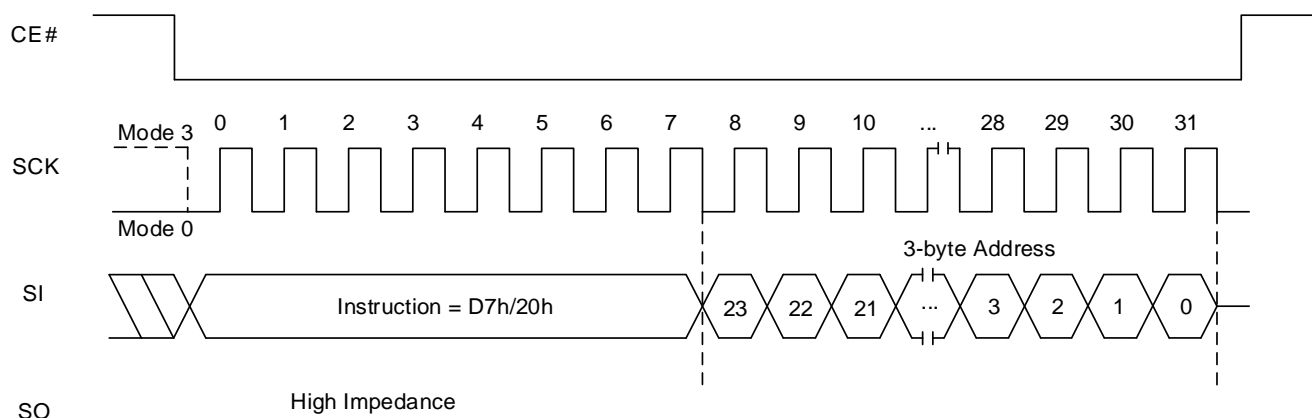 CE#
0 1 2 3 4 5 6 7 8 9 10 ... 28 29 30 31
Mode 3
SCK
Mode 0
3-byte Address
SI
Instruction = D7h/20h
23 22 21 ... 3 2 1 0
High Impedance
SO